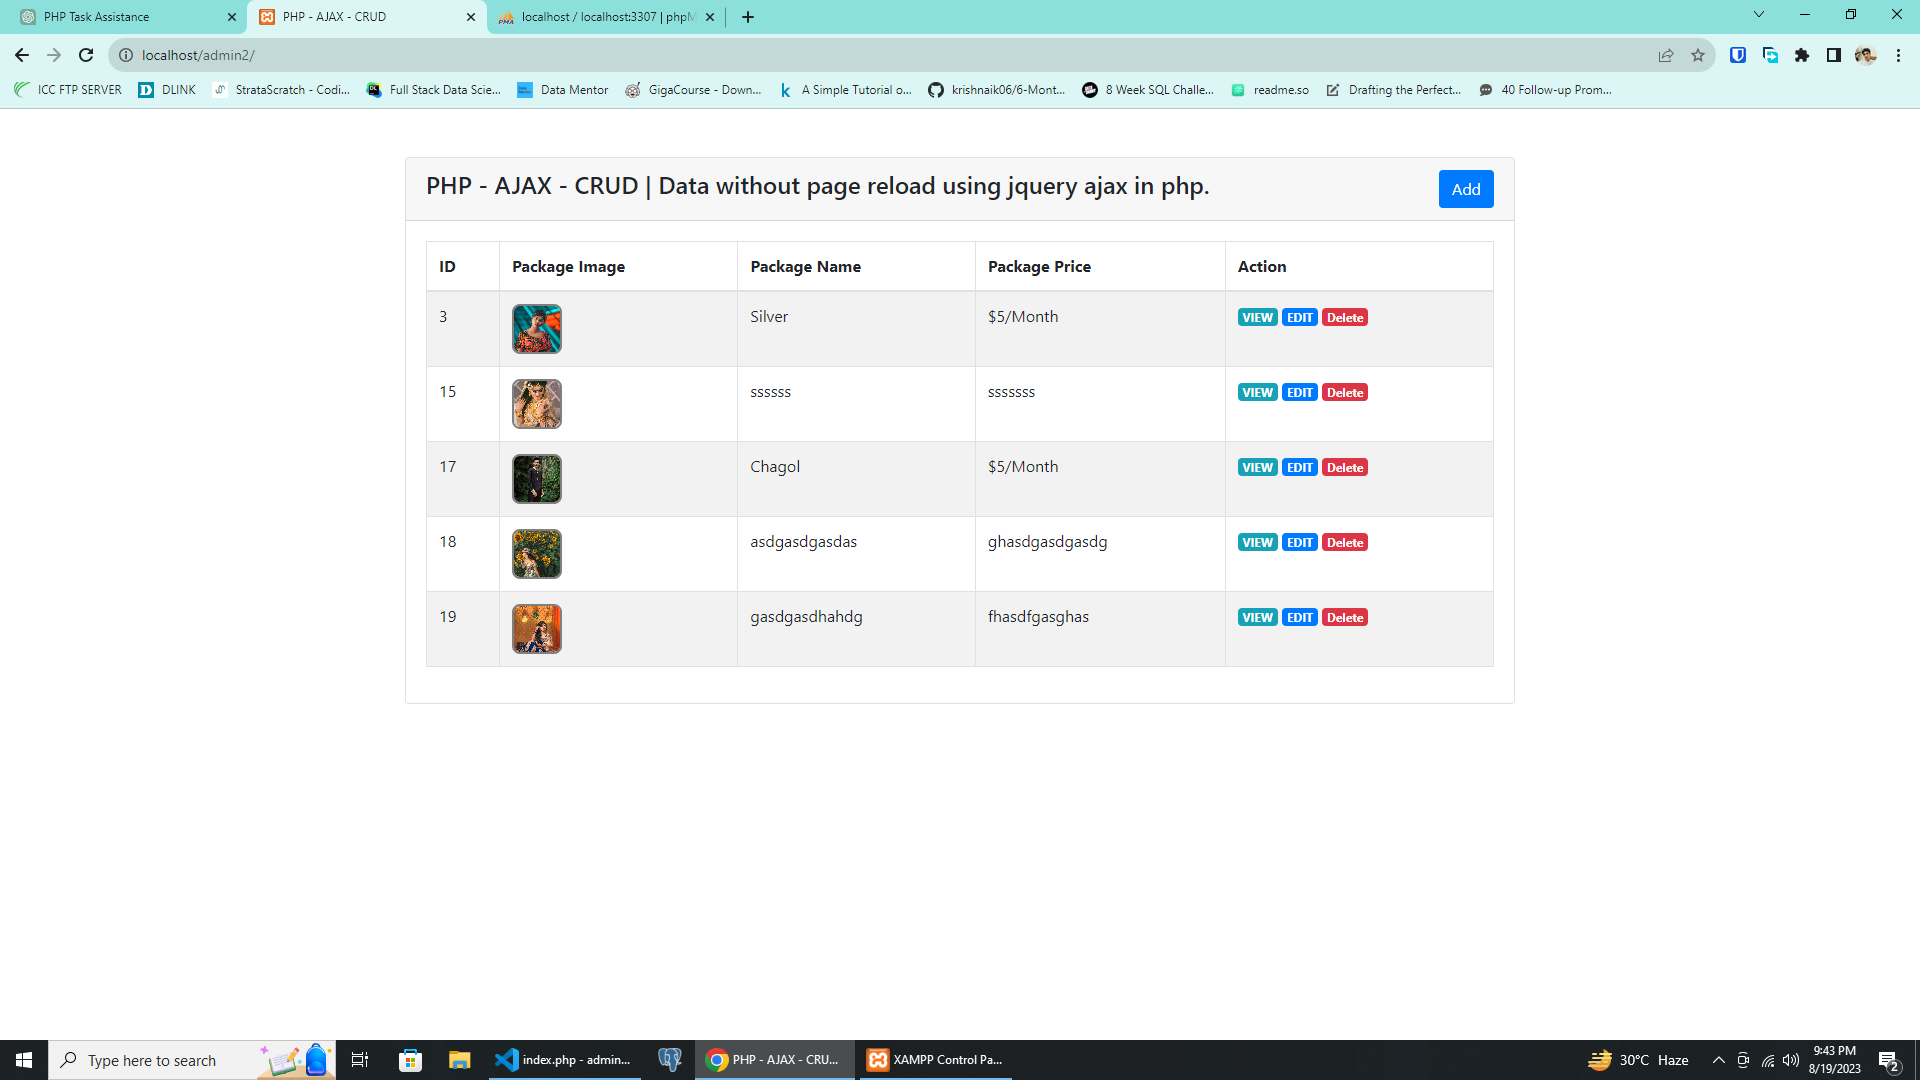 PHP Task Assistance
PHP - AJAX - CRUD
localhost / localhost:3307 | phpM
localhost/admin2/
ICC FTP SERVER
DLINK
StrataScratch - Codi...
Full Stack Data Scie...
Data Mentor
GigaCourse - Down...
A Simple Tutorial o...
krishnaik06/6-Mont...
8 Week SQL Challe...
readme.so
Drafting the Perfect...
40 Follow-up Prom...
PHP - AJAX - CRUD | Data without page reload using jquery ajax in php.
Add
ID Package Image Package Name Package Price Action
3 Silver $5/Month VIEW EDIT Delete
15 ssssss sssssss VIEW EDIT Delete
17 Chagol $5/Month VIEW EDIT Delete
18 asdgasdgasdas ghasdgasdgasdg VIEW EDIT Delete
19 gasdgasdhahdg fhasdfgasghas VIEW EDIT Delete
Type here to search
index.php - admin...
PHP - AJAX - CRU...
XAMPP Control Pa...
30°C Haze
9:43 PM
8/19/2023
2